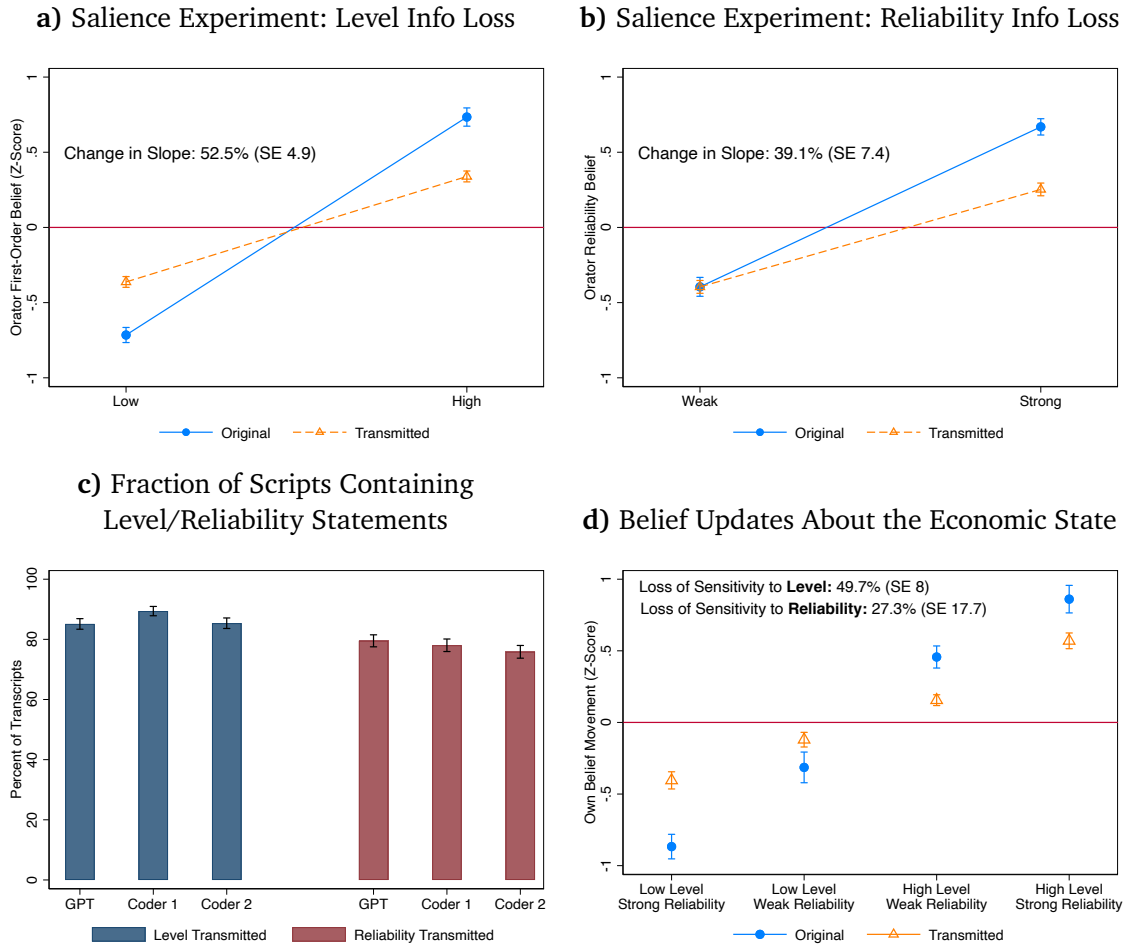 a) Salience Experiment: Level Info Loss
Orator First-Order Belief (Z-Score)
1
.5
0
-.5
-1
Change in Slope: 52.5% (SE 4.9)
Low
High
Original
Transmitted
b) Salience Experiment: Reliability Info Loss
Orator Reliability Belief
1
.5
0
-.5
-1
Change in Slope: 39.1% (SE 7.4)
Weak
Strong
Original
Transmitted
c) Fraction of Scripts Containing
Level/Reliability Statements
Percent of Transcripts
100
80
60
40
20
0
GPT
Coder 1
Coder 2
GPT
Coder 1
Coder 2
Level Transmitted
Reliability Transmitted
d) Belief Updates About the Economic State
Own Belief Movement (Z-Score)
1
.5
0
-.5
-1
Loss of Sensitivity to Level: 49.7% (SE 8)
Loss of Sensitivity to Reliability: 27.3% (SE 17.7)
Low Level
Strong Reliability
Low Level
Weak Reliability
High Level
Weak Reliability
High Level
Strong Reliability
Original
Transmitted